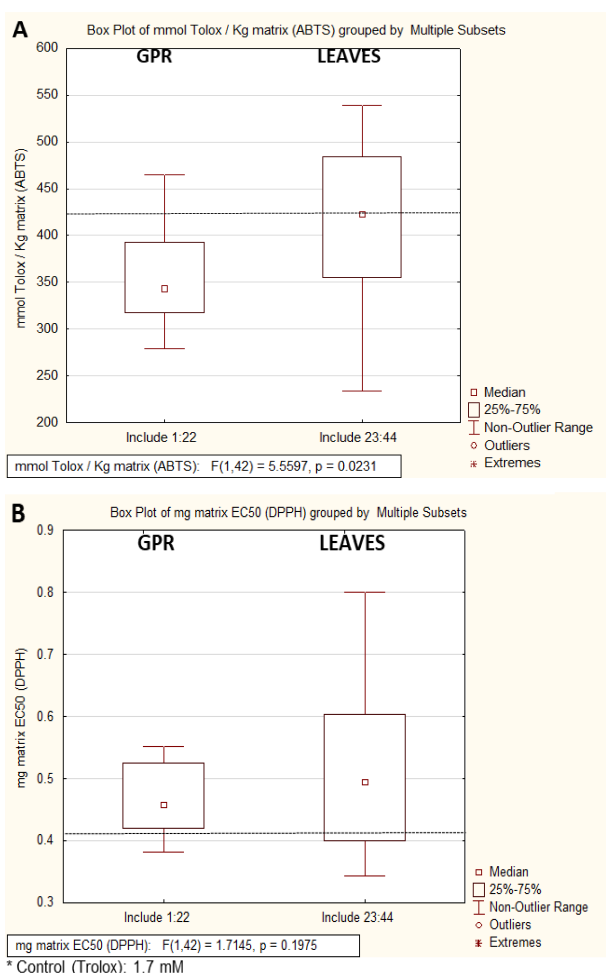 A
Box Plot of mmol Tolox / Kg matrix (ABTS) grouped by Multiple Subsets
GPR LEAVES
600
550
500
450
400
350
300
250
200
mmol Tolox / Kg matrix (ABTS)
Include 1:22 Include 23:44
Median
25%-75%
Non-Outlier Range
Outliers
Extremes
mmol Tolox / Kg matrix (ABTS): F(1,42) = 5.5597, p = 0.0231
B
Box Plot of mg matrix EC50 (DPPH) grouped by Multiple Subsets
GPR LEAVES
0.9
0.8
0.7
0.6
0.5
0.4
0.3
mg matrix EC50 (DPPH)
Include 1:22 Include 23:44
Median
25%-75%
Non-Outlier Range
Outliers
Extremes
mg matrix EC50 (DPPH): F(1,42) = 1.7145, p = 0.1975
* Control (Trolox): 1.7 mM